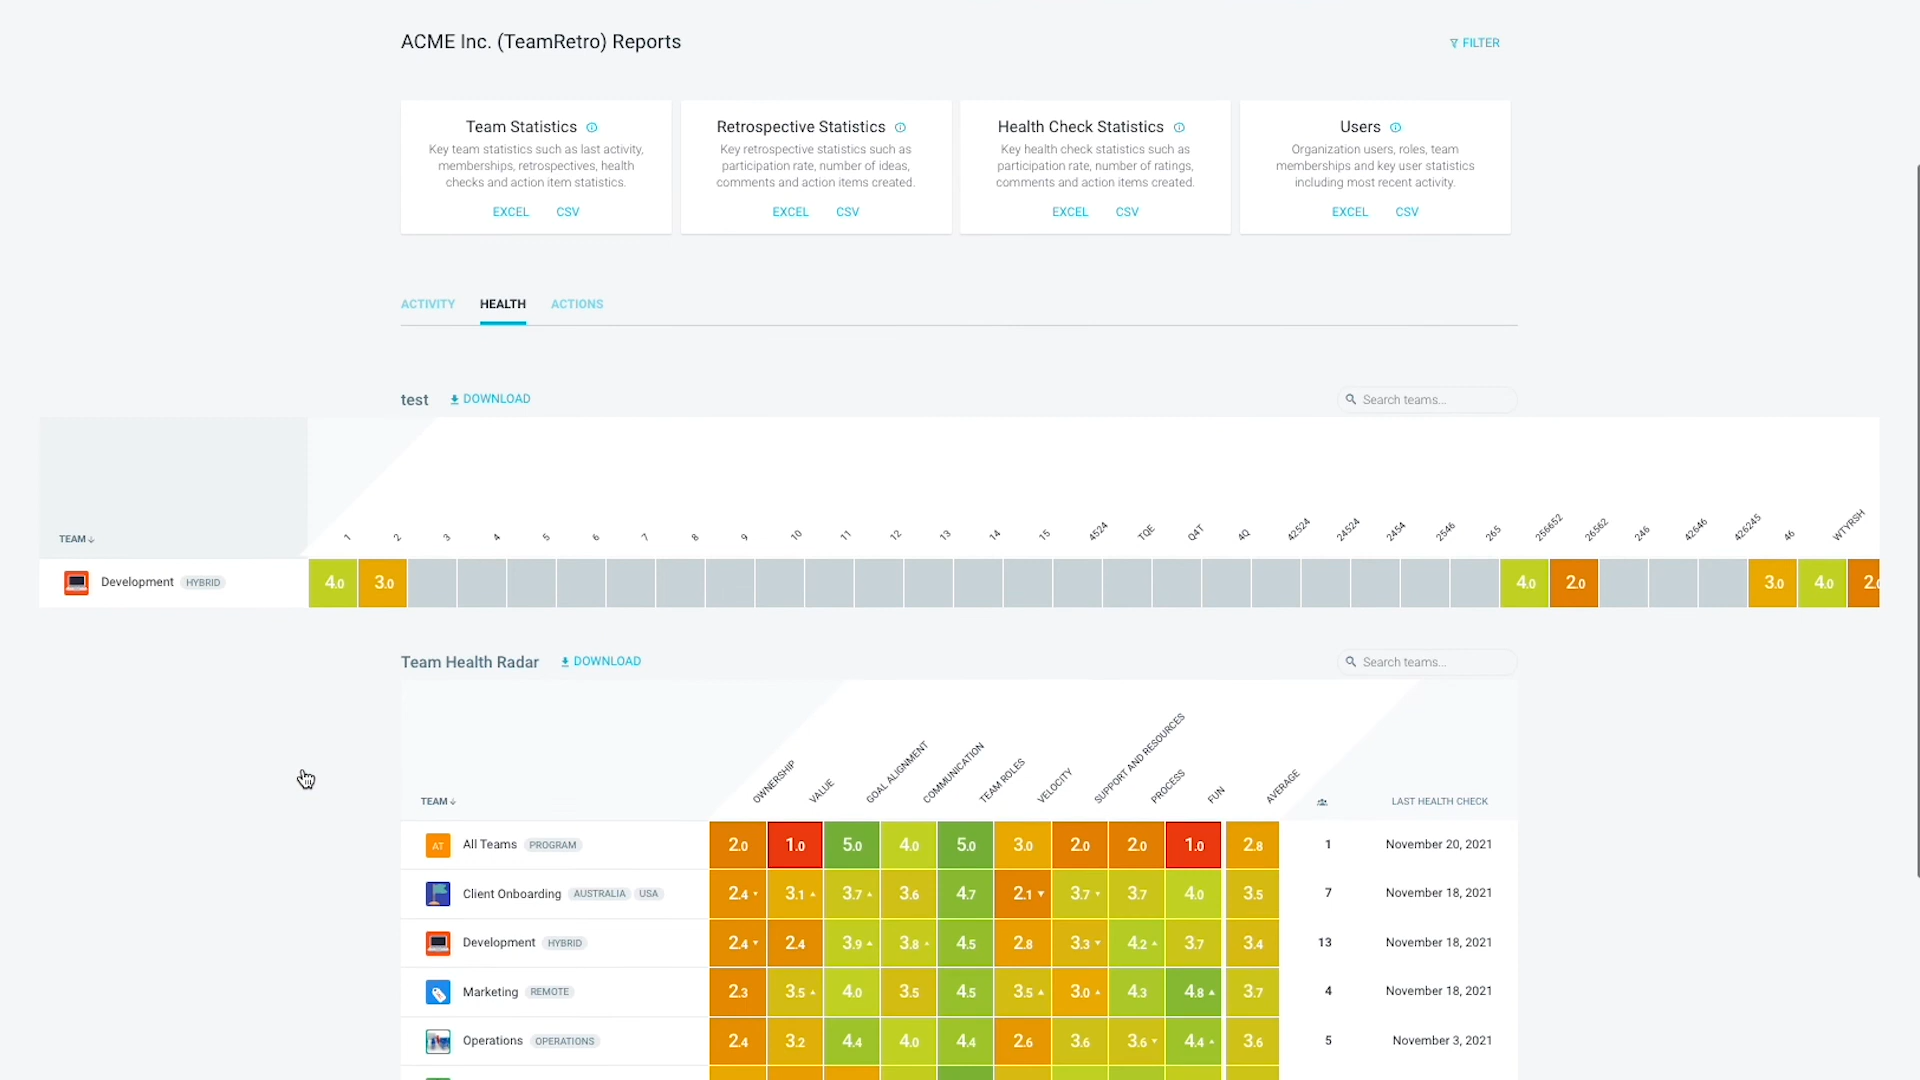 ACME Inc. (TeamRetro) Reports
FILTER
Team Statistics
Key team statistics such as last activity,
memberships, retrospectives, health
checks and action item statistics.
EXCEL CSV
Retrospective Statistics
Key retrospective statistics such as
participation rate, number of ideas,
comments and action items created.
EXCEL CSV
Health Check Statistics
Key health check statistics such as
participation rate, number of ratings,
comments and action items created.
EXCEL CSV
Users
Organization users, roles, team
memberships and key user statistics
including most recent activity.
EXCEL CSV
ACTIVITY HEALTH ACTIONS
test DOWNLOAD Search teams...
TEAM 1 2 3 4 5 6 7 8 9 10 11 12 13 14 15 4524 TQE Q4T 4Q 42524 24524 2454 2546 265 256652 26562 246 42646 426245 46 WTYRSH
Development HYBRID 4.0 3.0 4.0 2.0 3.0 4.0 2.0
Team Health Radar DOWNLOAD Search teams...
TEAM OWNERSHIP VALUE GOAL ALIGNMENT COMMUNICATION TEAM ROLES VELOCITY SUPPORT AND RESOURCES PROCESS FUN AVERAGE LAST HEALTH CHECK
AT All Teams PROGRAM 2.0 1.0 5.0 4.0 5.0 3.0 2.0 2.0 1.0 2.8 1 November 20, 2021
Client Onboarding AUSTRALIA USA 2.4 3.1 3.7 3.6 4.7 2.1 3.7 3.7 4.0 3.5 7 November 18, 2021
Development HYBRID 2.4 2.4 3.9 3.8 4.5 2.8 3.3 4.2 3.7 3.4 13 November 18, 2021
Marketing REMOTE 2.3 3.5 4.0 3.5 4.5 3.5 3.0 4.3 4.8 3.7 4 November 18, 2021
Operations OPERATIONS 2.4 3.2 4.4 4.0 4.4 2.6 3.6 3.6 4.4 3.6 5 November 3, 2021